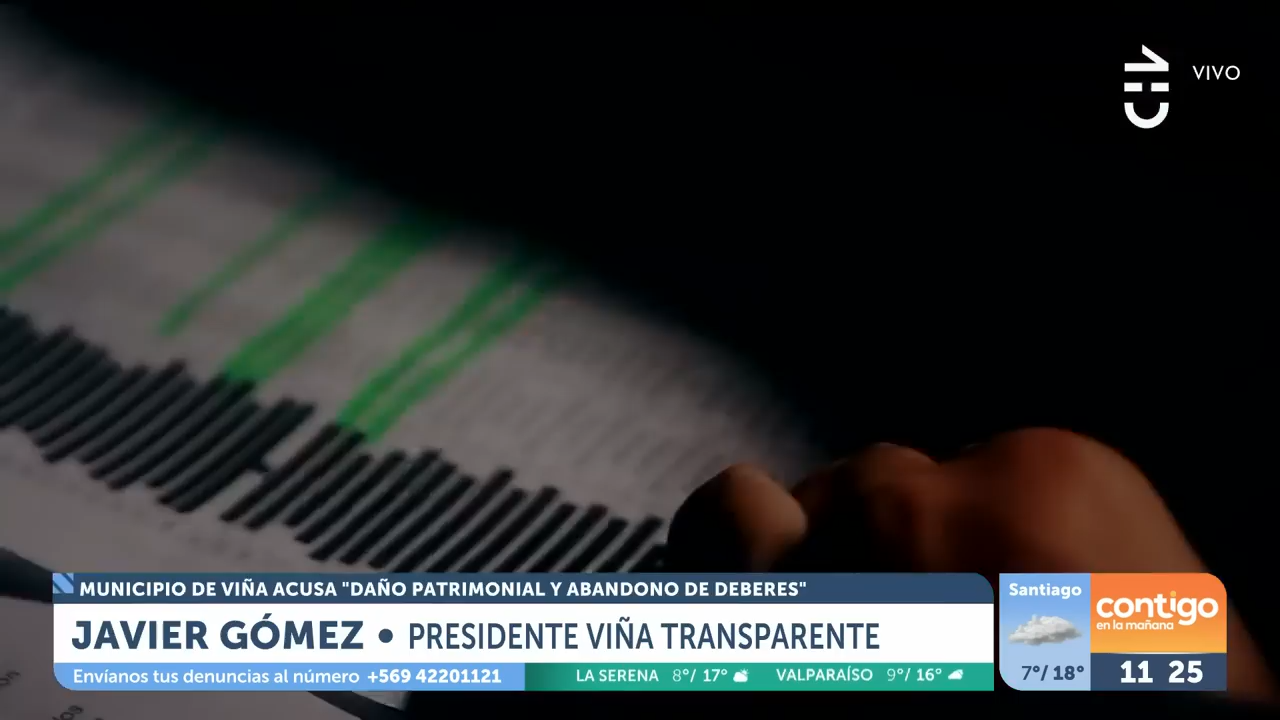 CHV VIVO
MUNICIPIO DE VIÑA ACUSA "DAÑO PATRIMONIAL Y ABANDONO DE DEBERES"
JAVIER GÓMEZ • PRESIDENTE VIÑA TRANSPARENTE
Envíanos tus denuncias al número +569 42201121
LA SERENA 8°/ 17° VALPARAÍSO 9°/ 16°
Santiago
7°/ 18°
contigo
en la mañana
11 25